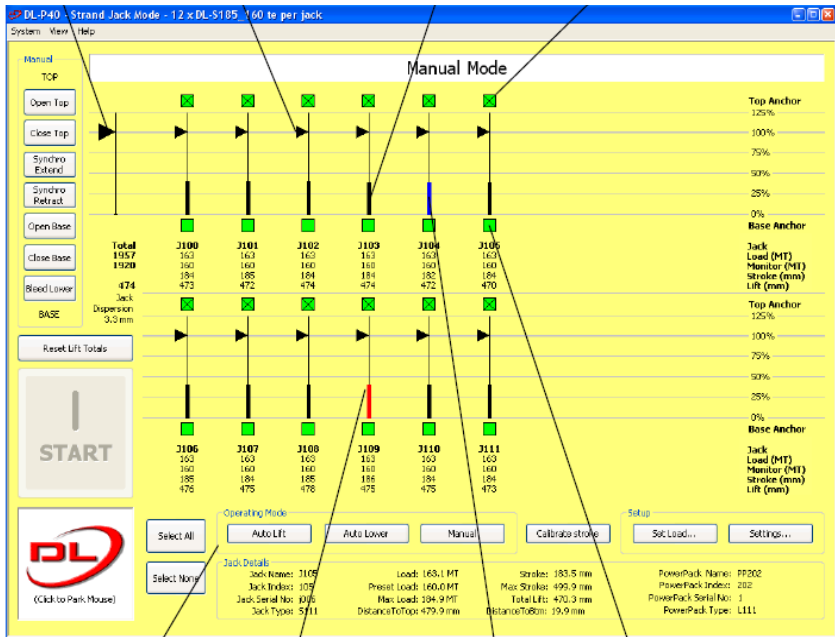 DL-P40 - Strand Jack Mode - 12 x DL-S185_160 te per jack
System View Help
Manual
TOP
Manual Mode
Open Top
Close Top
Synchro Extend
Synchro Retract
Open Base
Close Base
Bleed Lower
BASE
Top Anchor
125%
100%
75%
50%
25%
0%
Base Anchor
Total J100 J101 J102 J103 J104 J105 Jack
1957 163 163 163 163 163 163 Load (MT)
1920 160 160 160 160 160 160 Monitor (MT)
184 185 184 184 182 184 Stroke (mm)
474 473 472 474 474 472 470 Lift (mm)
Jack Dispersion
3.3 mm
Top Anchor
125%
100%
75%
50%
25%
0%
Base Anchor
Reset Lift Totals
START
J106 J107 J108 J109 J110 J111 Jack
163 163 163 163 163 163 Load (MT)
160 160 160 160 160 160 Monitor (MT)
185 184 185 186 184 185 Stroke (mm)
476 475 478 475 475 473 Lift (mm)
Operating Mode
Setup
Select All
Auto Lift Auto Lower Manual Calibrate stroke Set Load... Settings...
DL
(Click to Park Mouse)
Select None
Jack Details
Jack Name: J105 Load: 163.1 MT Stroke: 183.5 mm PowerPack Name: PP202
Jack Index: 105 Preset Load: 160.0 MT Max Stroke: 499.9 mm PowerPack Index: 202
Jack Serial No: j006 Max Load: 184.9 MT Total Lift: 470.3 mm PowerPack Serial No: 1
Jack Type: S111 DistanceToTop: 479.9 mm DistanceToBtm: 19.9 mm PowerPack Type: L111